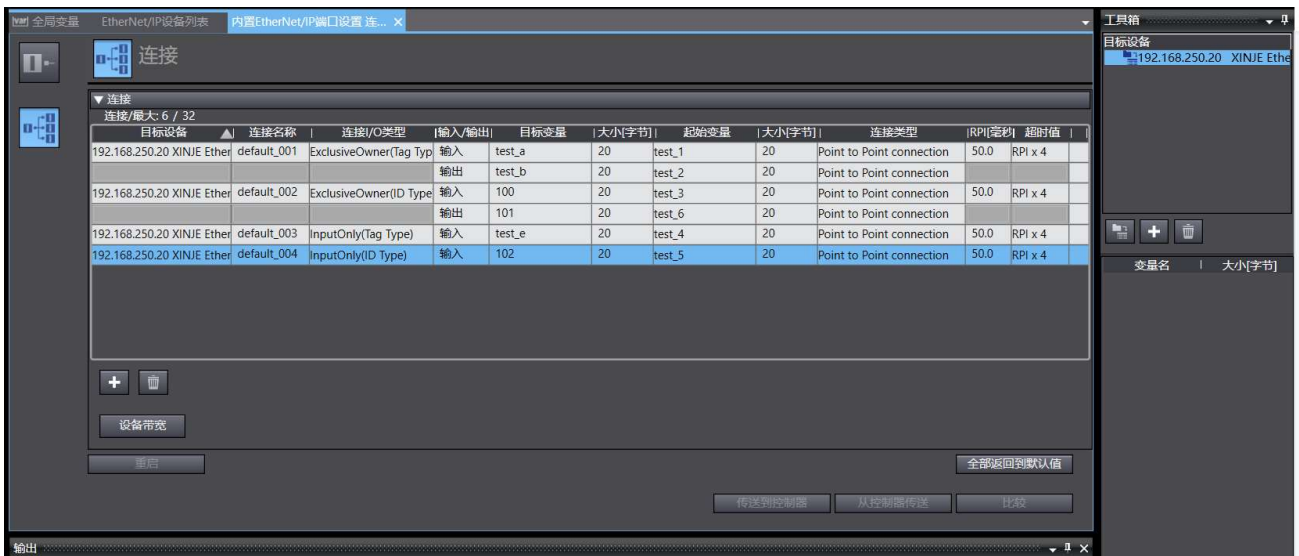 var 全局变量 EtherNet/IP设备列表 内置EtherNet/IP端口设置 连... ×
工具箱
目标设备
192.168.250.20 XINJE Ethe
连接
▼连接
连接/最大: 6 / 32
目标设备 连接名称 连接I/O类型 输入/输出 目标变量 大小[字节] 起始变量 大小[字节] 连接类型 RPI[毫秒] 超时值
192.168.250.20 XINJE Ether default_001 ExclusiveOwner(Tag Typ 输入 test_a 20 test_1 20 Point to Point connection 50.0 RPI x 4
输出 test_b 20 test_2 20 Point to Point connection
192.168.250.20 XINJE Ether default_002 ExclusiveOwner(ID Type 输入 100 20 test_3 20 Point to Point connection 50.0 RPI x 4
输出 101 20 test_6 20 Point to Point connection
192.168.250.20 XINJE Ether default_003 InputOnly(Tag Type) 输入 test_e 20 test_4 20 Point to Point connection 50.0 RPI x 4
192.168.250.20 XINJE Ether default_004 InputOnly(ID Type) 输入 102 20 test_5 20 Point to Point connection 50.0 RPI x 4
变量名 大小[字节]
设备带宽
重启 全部返回到默认值
传送到控制器 从控制器传送 比较
输出